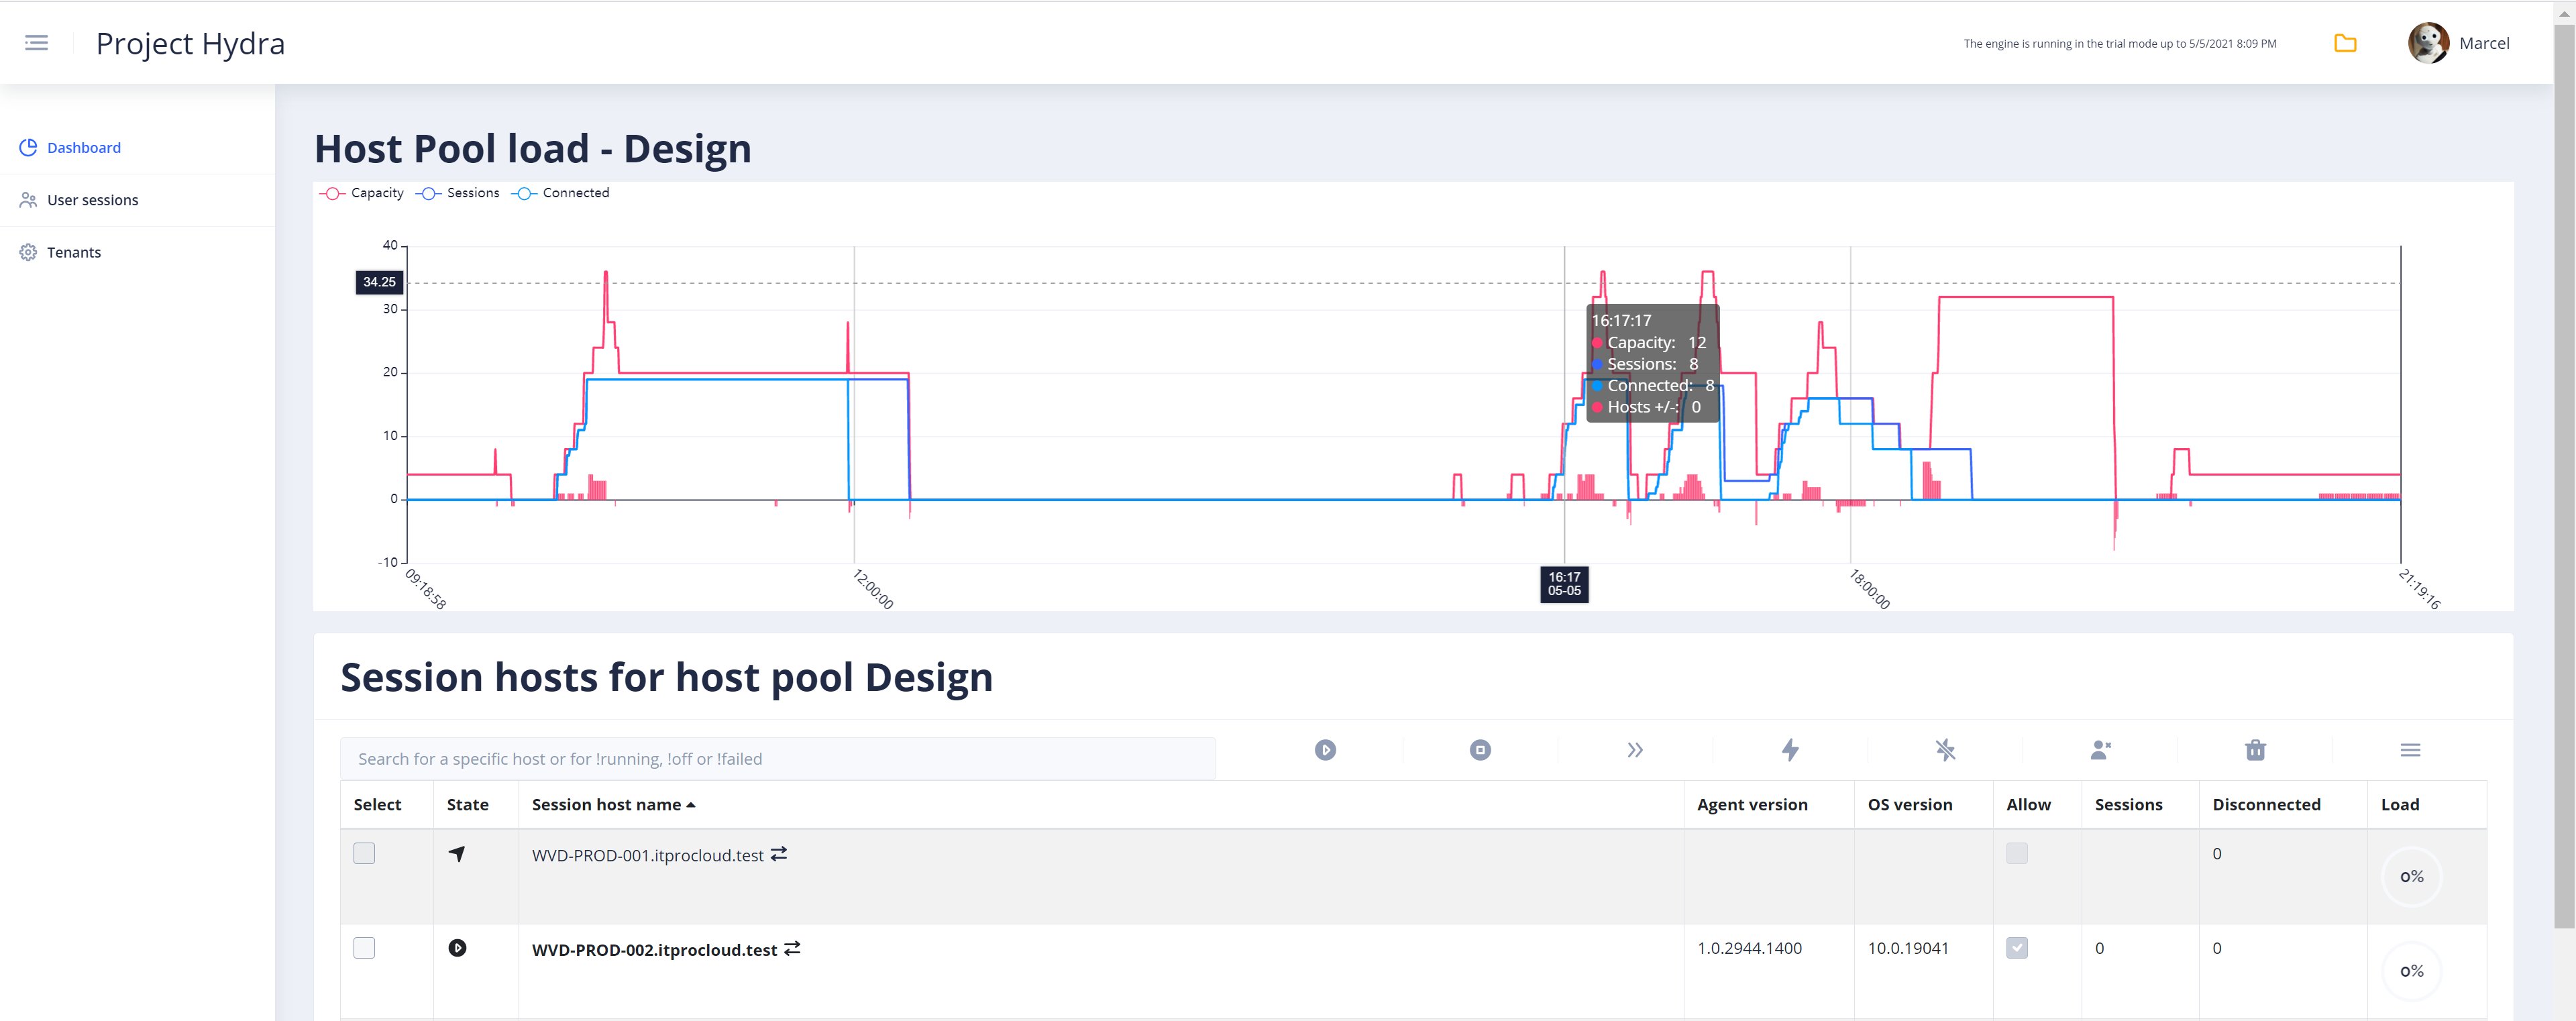 Project Hydra
The engine is running in the trial mode up to 5/5/2021 8:09 PM
Marcel
Dashboard
User sessions
Tenants
Host Pool load - Design
Capacity Sessions Connected
40
34.25
30
20
10
0
-10
16:17:17
Capacity: 12
Sessions: 8
Connected: 8
Hosts +/-: 0
09:18:58
12:00:00
16:17
05-05
18:00:00
21:19:16
Session hosts for host pool Design
Search for a specific host or for !running, !off or !failed
Select State Session host name Agent version OS version Allow Sessions Disconnected Load
WVD-PROD-001.itprocloud.test 0 0%
WVD-PROD-002.itprocloud.test 1.0.2944.1400 10.0.19041 0 0 0%